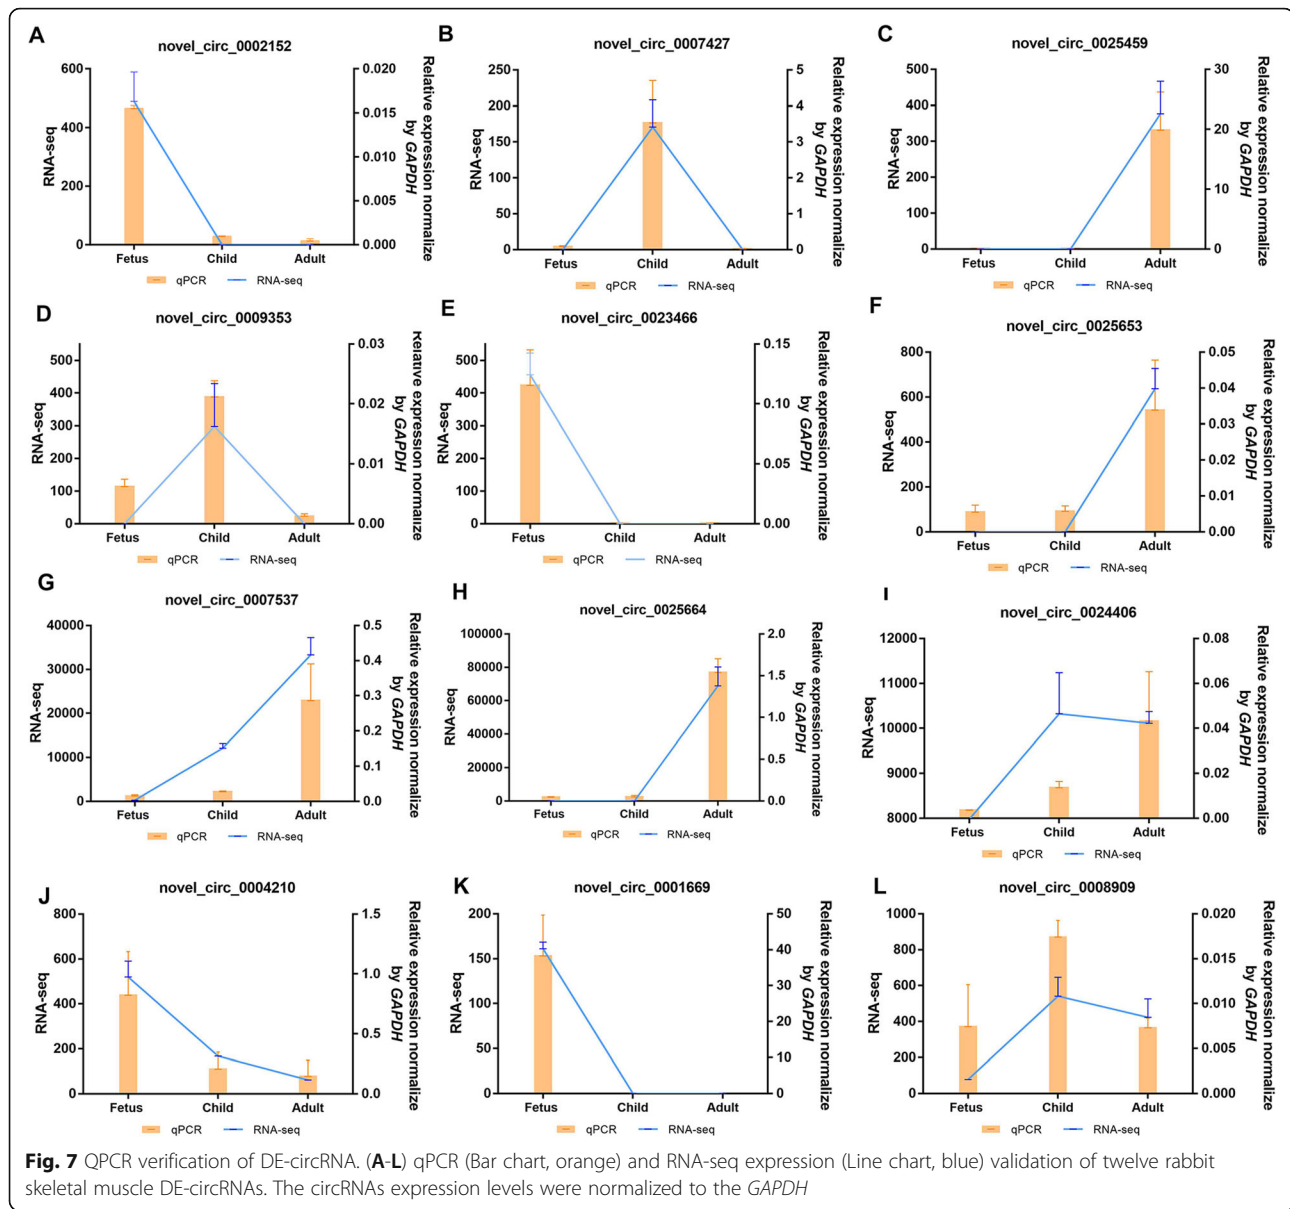 A
novel_circ_0002152
RNA-seq
600
400
200
0
0.020
0.015
0.010
0.005
0.000
Relative expression normalize
by GAPDH
Fetus Child Adult
qPCR RNA-seq
B
novel_circ_0007427
RNA-seq
250
200
150
100
50
0
5
4
3
2
1
0
Relative expression normalize
by GAPDH
Fetus Child Adult
qPCR RNA-seq
C
novel_circ_0025459
RNA-seq
500
400
300
200
100
0
30
20
10
0
Relative expression normalize
by GAPDH
Fetus Child Adult
qPCR RNA-seq
D
novel_circ_0009353
RNA-seq
500
400
300
200
100
0
0.03
0.02
0.01
0.00
Relative expression normalize
by GAPDH
Fetus Child Adult
qPCR RNA-seq
E
novel_circ_0023466
RNA-seq
500
400
300
200
100
0
0.15
0.10
0.05
0.00
Relative expression normalize
by GAPDH
Fetus Child Adult
qPCR RNA-seq
F
novel_circ_0025653
RNA-seq
800
600
400
200
0
0.05
0.04
0.03
0.02
0.01
0.00
Relative expression normalize
by GAPDH
Fetus Child Adult
qPCR RNA-seq
G
novel_circ_0007537
RNA-seq
40000
30000
20000
10000
0
0.5
0.4
0.3
0.2
0.1
0.0
Relative expression normalize
by GAPDH
Fetus Child Adult
qPCR RNA-seq
H
novel_circ_0025664
RNA-seq
100000
80000
60000
40000
20000
0
2.0
1.5
1.0
0.5
0.0
Relative expression normalize
by GAPDH
Fetus Child Adult
qPCR RNA-seq
I
novel_circ_0024406
RNA-seq
12000
11000
10000
9000
8000
0.08
0.06
0.04
0.02
0.00
Relative expression normalize
by GAPDH
Fetus Child Adult
qPCR RNA-seq
J
novel_circ_0004210
RNA-seq
800
600
400
200
0
1.5
1.0
0.5
0.0
Relative expression normalize
by GAPDH
Fetus Child Adult
qPCR RNA-seq
K
novel_circ_0001669
RNA-seq
200
150
100
50
0
50
40
30
20
10
0
Relative expression normalize
by GAPDH
Fetus Child Adult
qPCR RNA-seq
L
novel_circ_0008909
RNA-seq
1000
800
600
400
200
0
0.020
0.015
0.010
0.005
0.000
Relative expression normalize
by GAPDH
Fetus Child Adult
qPCR RNA-seq
Fig. 7 QPCR verification of DE-circRNA. (A-L) qPCR (Bar chart, orange) and RNA-seq expression (Line chart, blue) validation of twelve rabbit
skeletal muscle DE-circRNAs. The circRNAs expression levels were normalized to the GAPDH